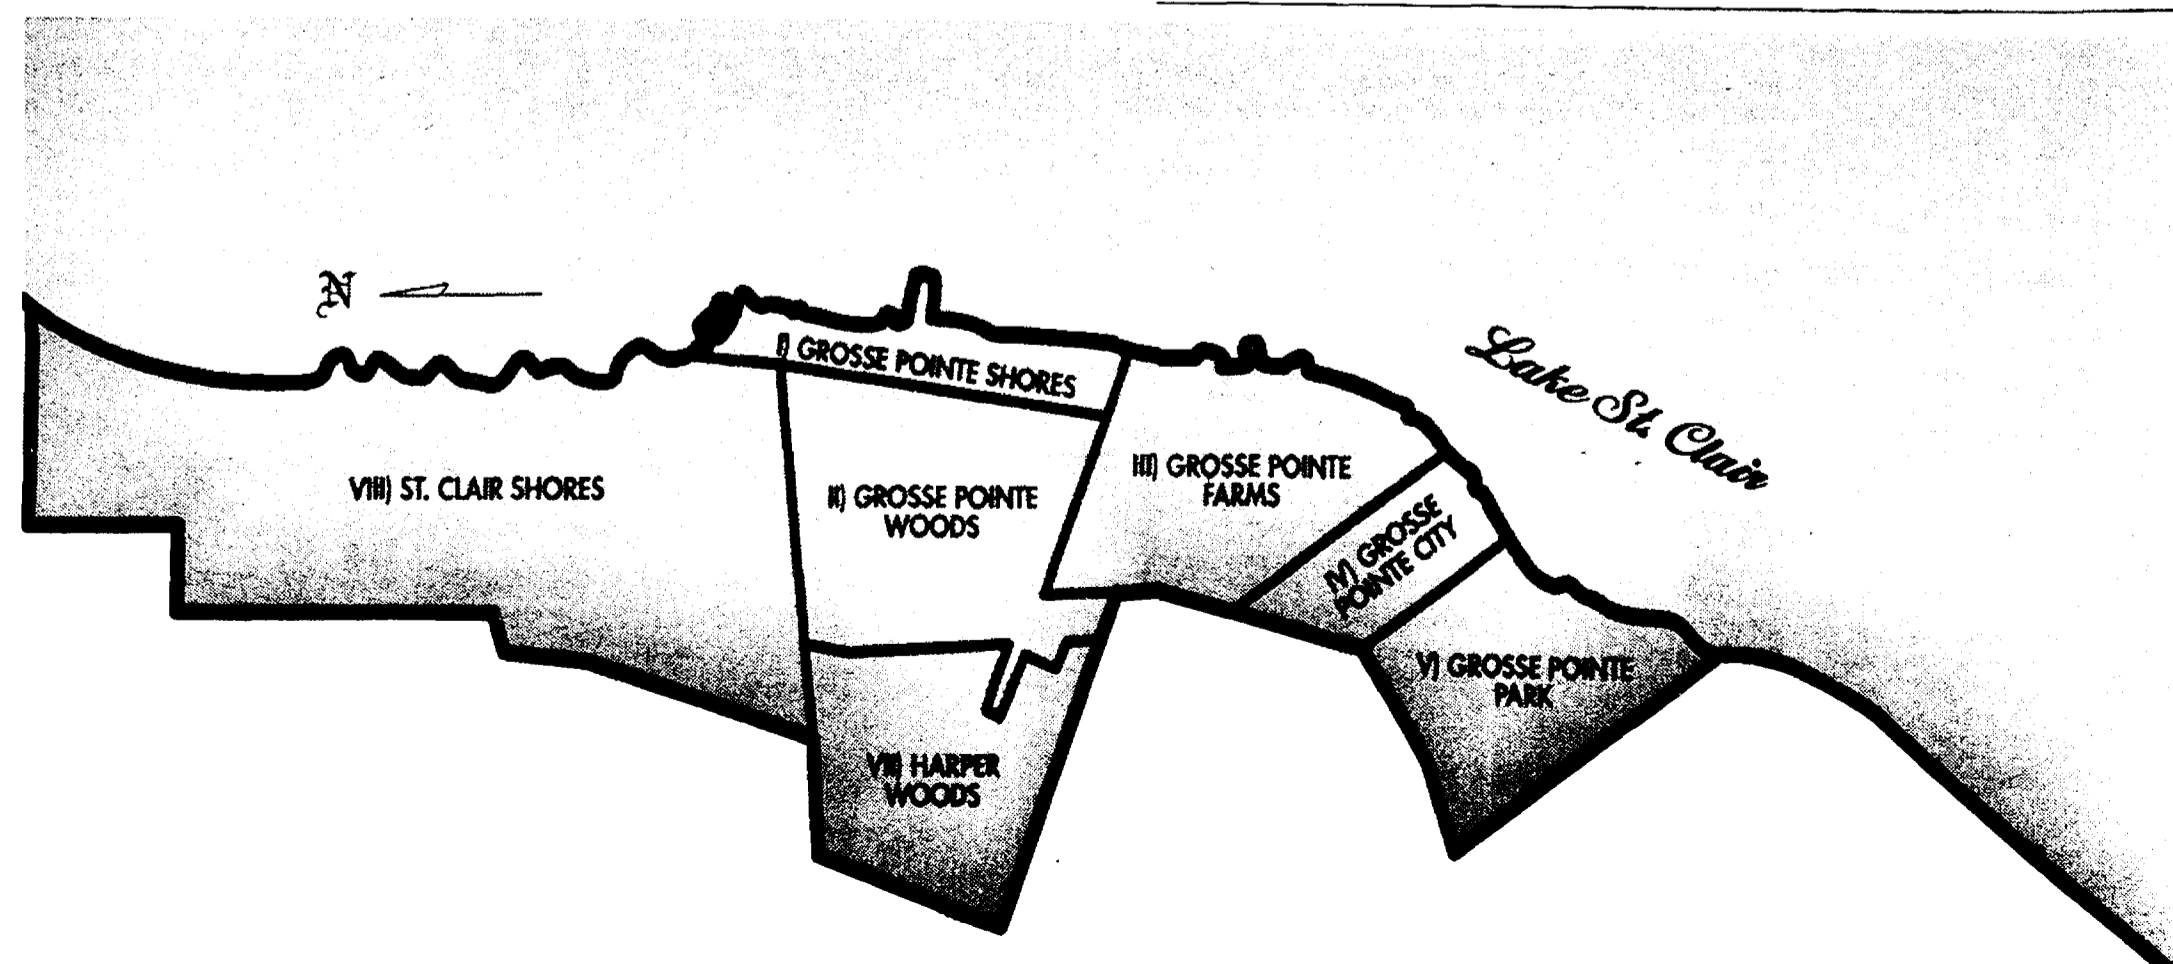 N
Lake St. Clair
I) GROSSE POINTE SHORES
VIII) ST. CLAIR SHORES
II) GROSSE POINTE
WOODS
III) GROSSE POINTE
FARMS
IV) GROSSE
POINTE CITY
V) GROSSE POINTE
PARK
VII) HARPER
WOODS